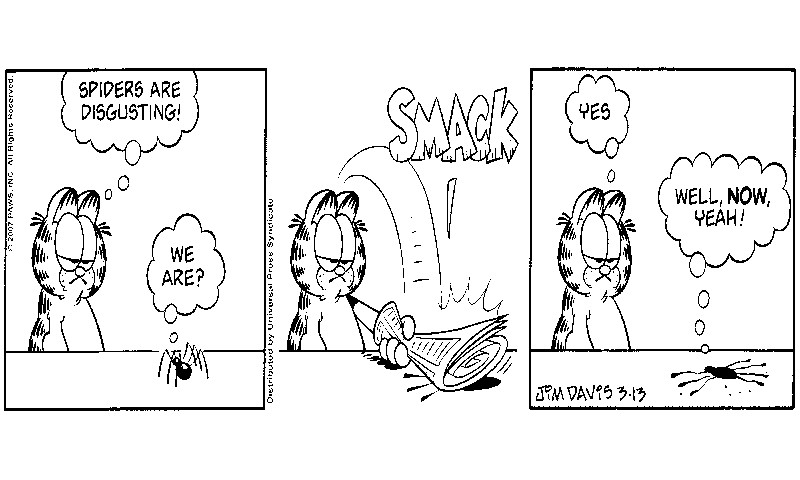 SPIDERS ARE
DISGUSTING!
WE
ARE?
© 2007 PAWS, INC. All Rights Reserved.
Distributed by Universal Press Syndicate
SMACK
YES
WELL, NOW,
YEAH!
JIM DAVIS 3-13